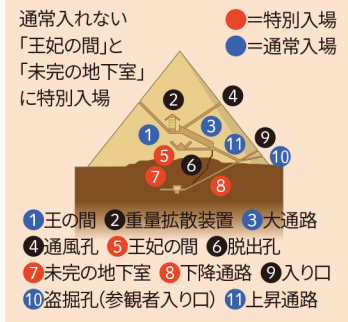 通常入れない
「王妃の間」と
「未完の地下室」
に特別入場
●=特別入場
●=通常入場
2
4
1
3
11
9
5
6
10
7
8
1王の間 2重量拡散装置 3大通路
4通風孔 5王妃の間 6脱出孔
7未完の地下室 8下降通路 9入り口
10盗掘孔(参観者入り口) 11上昇通路